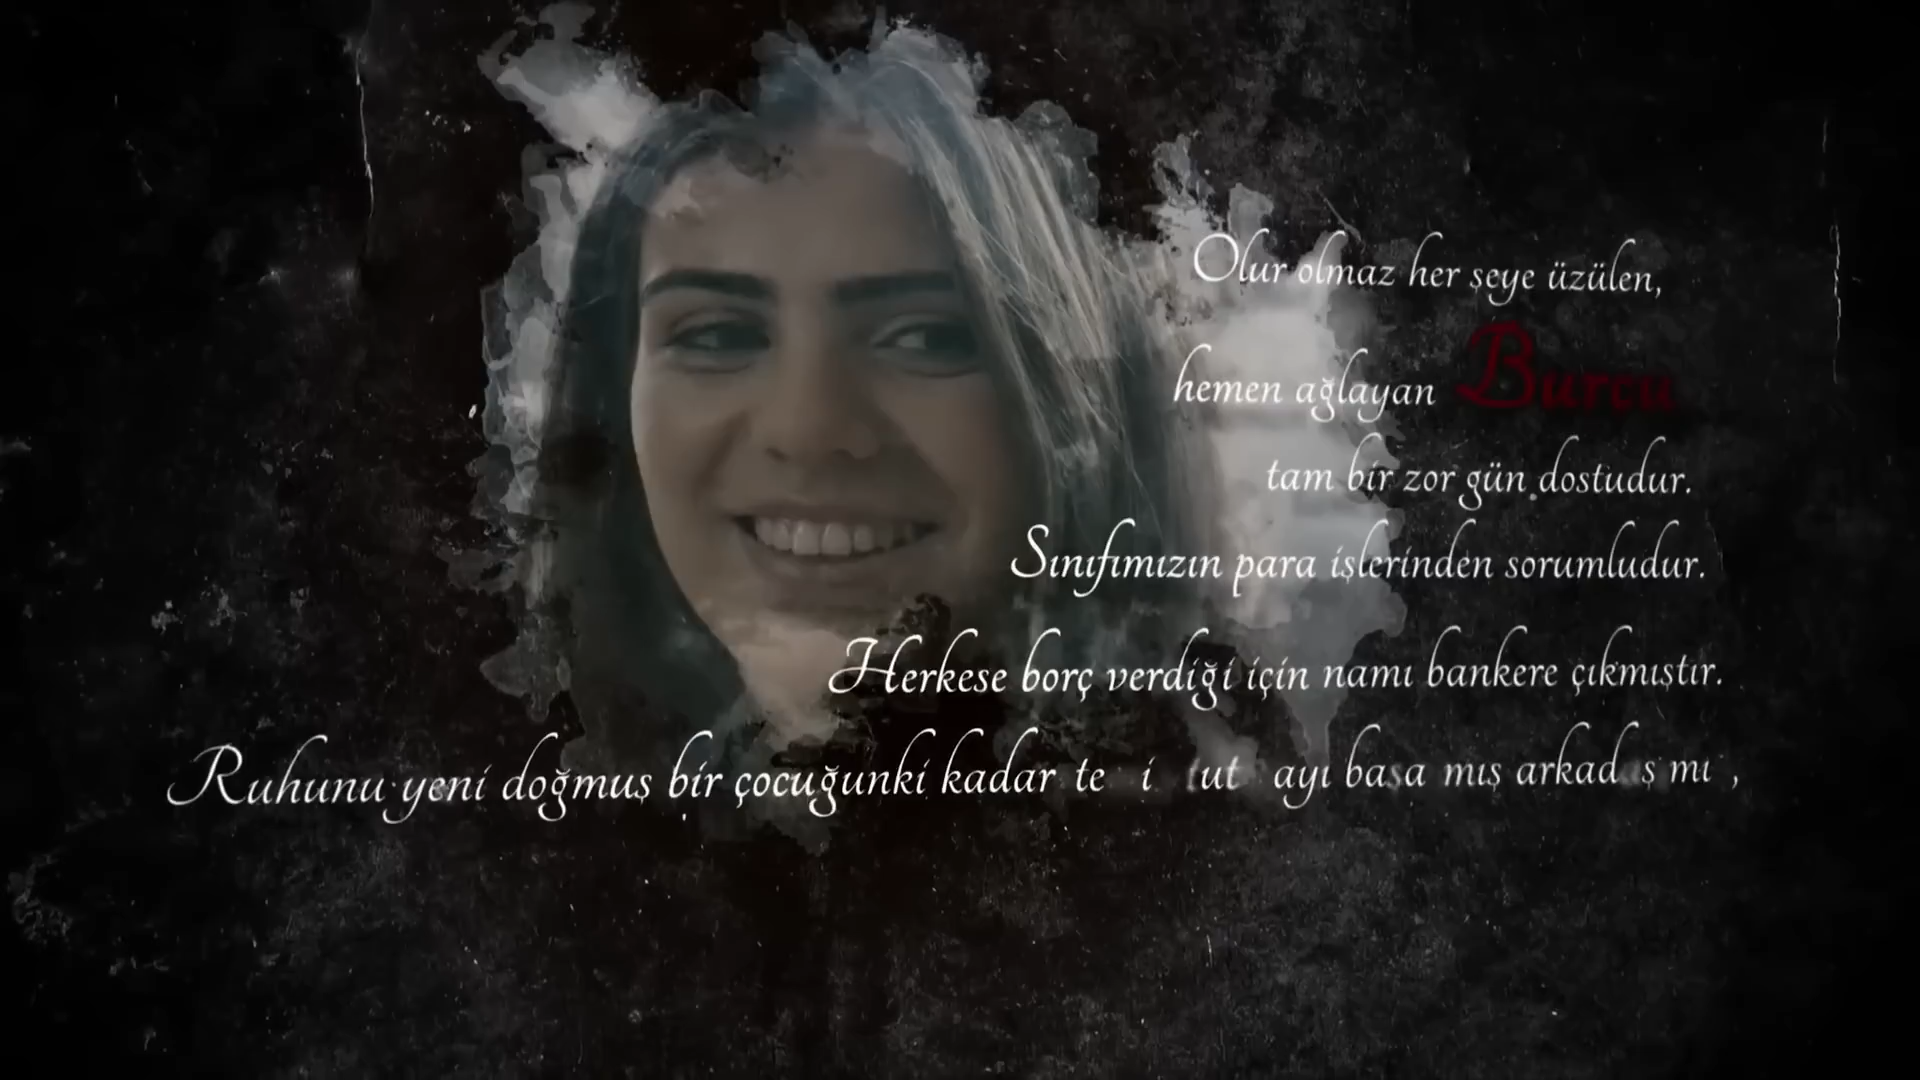 Olur olmaz her şeye üzülen,
hemen ağlayan Burcu
tam bir zor gün dostudur.
Sınıfımızın para işlerinden sorumludur.
Herkese borç verdiği için namı bankere çıkmıştır.
Ruhunu yeni doğmuş bir çocuğunki kadar